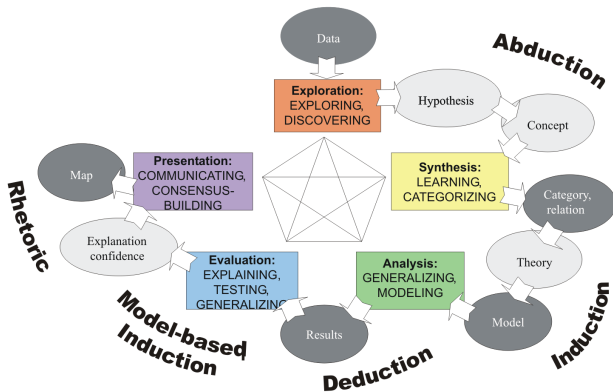 Data
Abduction
Exploration:
EXPLORING,
DISCOVERING
Hypothesis
Concept
Presentation:
COMMUNICATING,
CONSENSUS-
BUILDING
Synthesis:
LEARNING,
CATEGORIZING
Map
Category,
relation
Rhetoric
Explanation
confidence
Evaluation:
EXPLAINING,
TESTING,
GENERALIZING
Analysis:
GENERALIZING,
MODELING
Theory
Model-based
Induction
Results
Model
Induction
Deduction